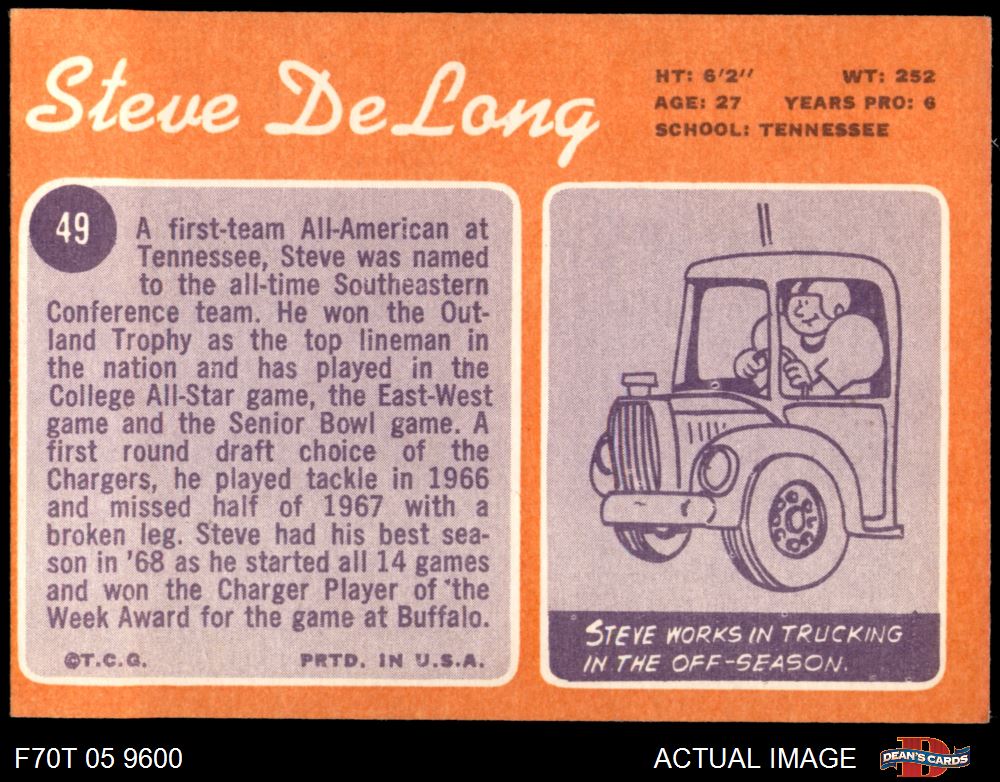 Steve DeLong
HT: 6'2" WT: 252
AGE: 27 YEARS PRO: 6
SCHOOL: TENNESSEE
49
A first-team All-American at
Tennessee, Steve was named
to the all-time Southeastern
Conference team. He won the Out-
land Trophy as the top lineman in
the nation and has played in the
College All-Star game, the East-West
game and the Senior Bowl game. A
first round draft choice of the
Chargers, he played tackle in 1966
and missed half of 1967 with a
broken leg. Steve had his best sea-
son in '68 as he started all 14 games
and won the Charger Player of the
Week Award for the game at Buffalo.
©T.C.G. PRTD. IN U.S.A.
STEVE WORKS IN TRUCKING
IN THE OFF-SEASON.
F70T 05 9600
ACTUAL IMAGE
DEAN'S CARDS